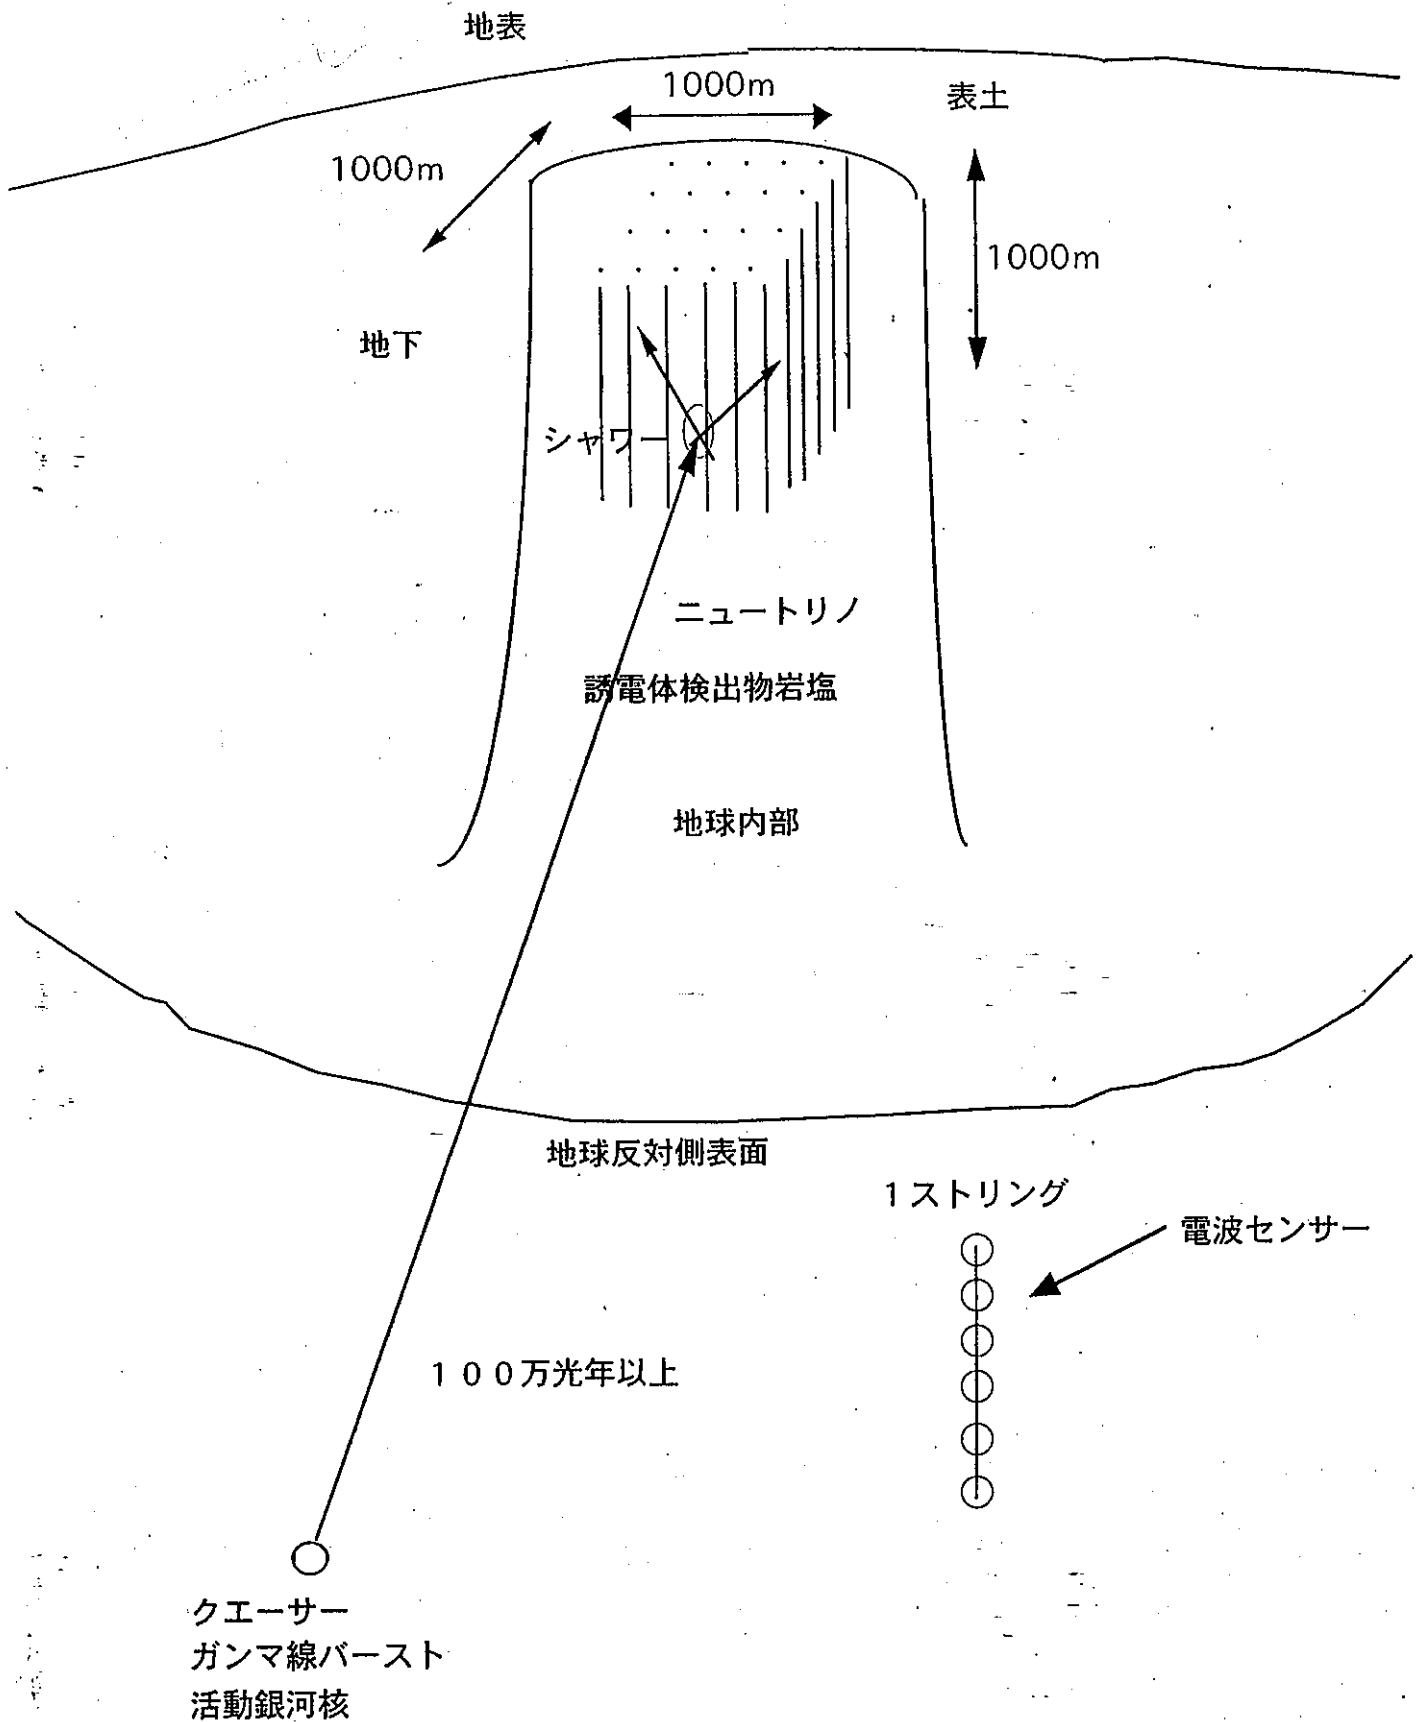 地表
1000m
表土
1000m
1000m
地下
シャワー
ニュートリノ
誘電体検出物岩塩
地球内部
地球反対側表面
1ストリング
電波センサー
１００万光年以上
クエーサー
ガンマ線バースト
活動銀河核